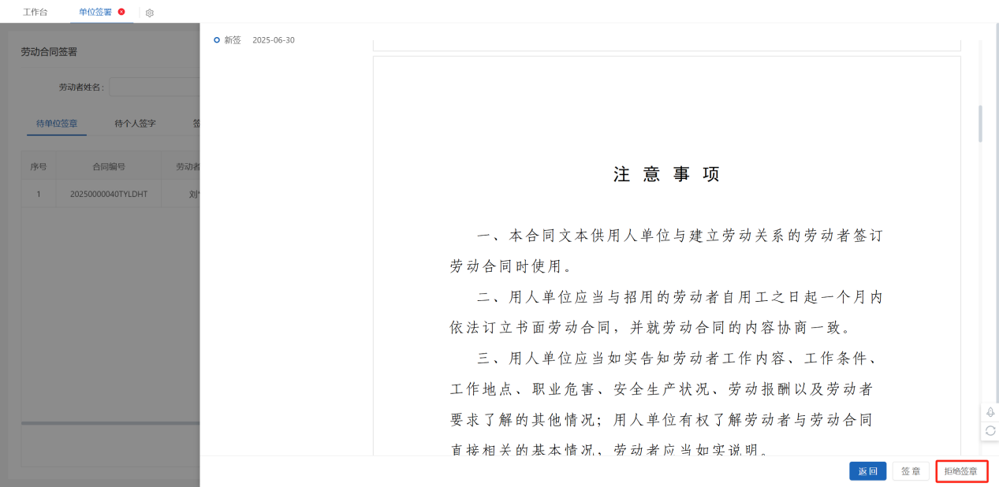 工作台
单位签署
劳动合同签署
劳动者姓名：
待单位签章
待个人签字
序号
合同编号
劳动者
1
20250000040TYLDHT
刘
新签 2025-06-30
注意事项
一、本合同文本供用人单位与建立劳动关系的劳动者签订
劳动合同时使用。
二、用人单位应当与招用的劳动者自用工之日起一个月内
依法订立书面劳动合同，并就劳动合同的内容协商一致。
三、用人单位应当如实告知劳动者工作内容、工作条件、
工作地点、职业危害、安全生产状况、劳动报酬以及劳动者
要求了解的其他情况；用人单位有权了解劳动者与劳动合同
直接相关的基本情况，劳动者应当如实说明。
返回
签章
拒绝签章